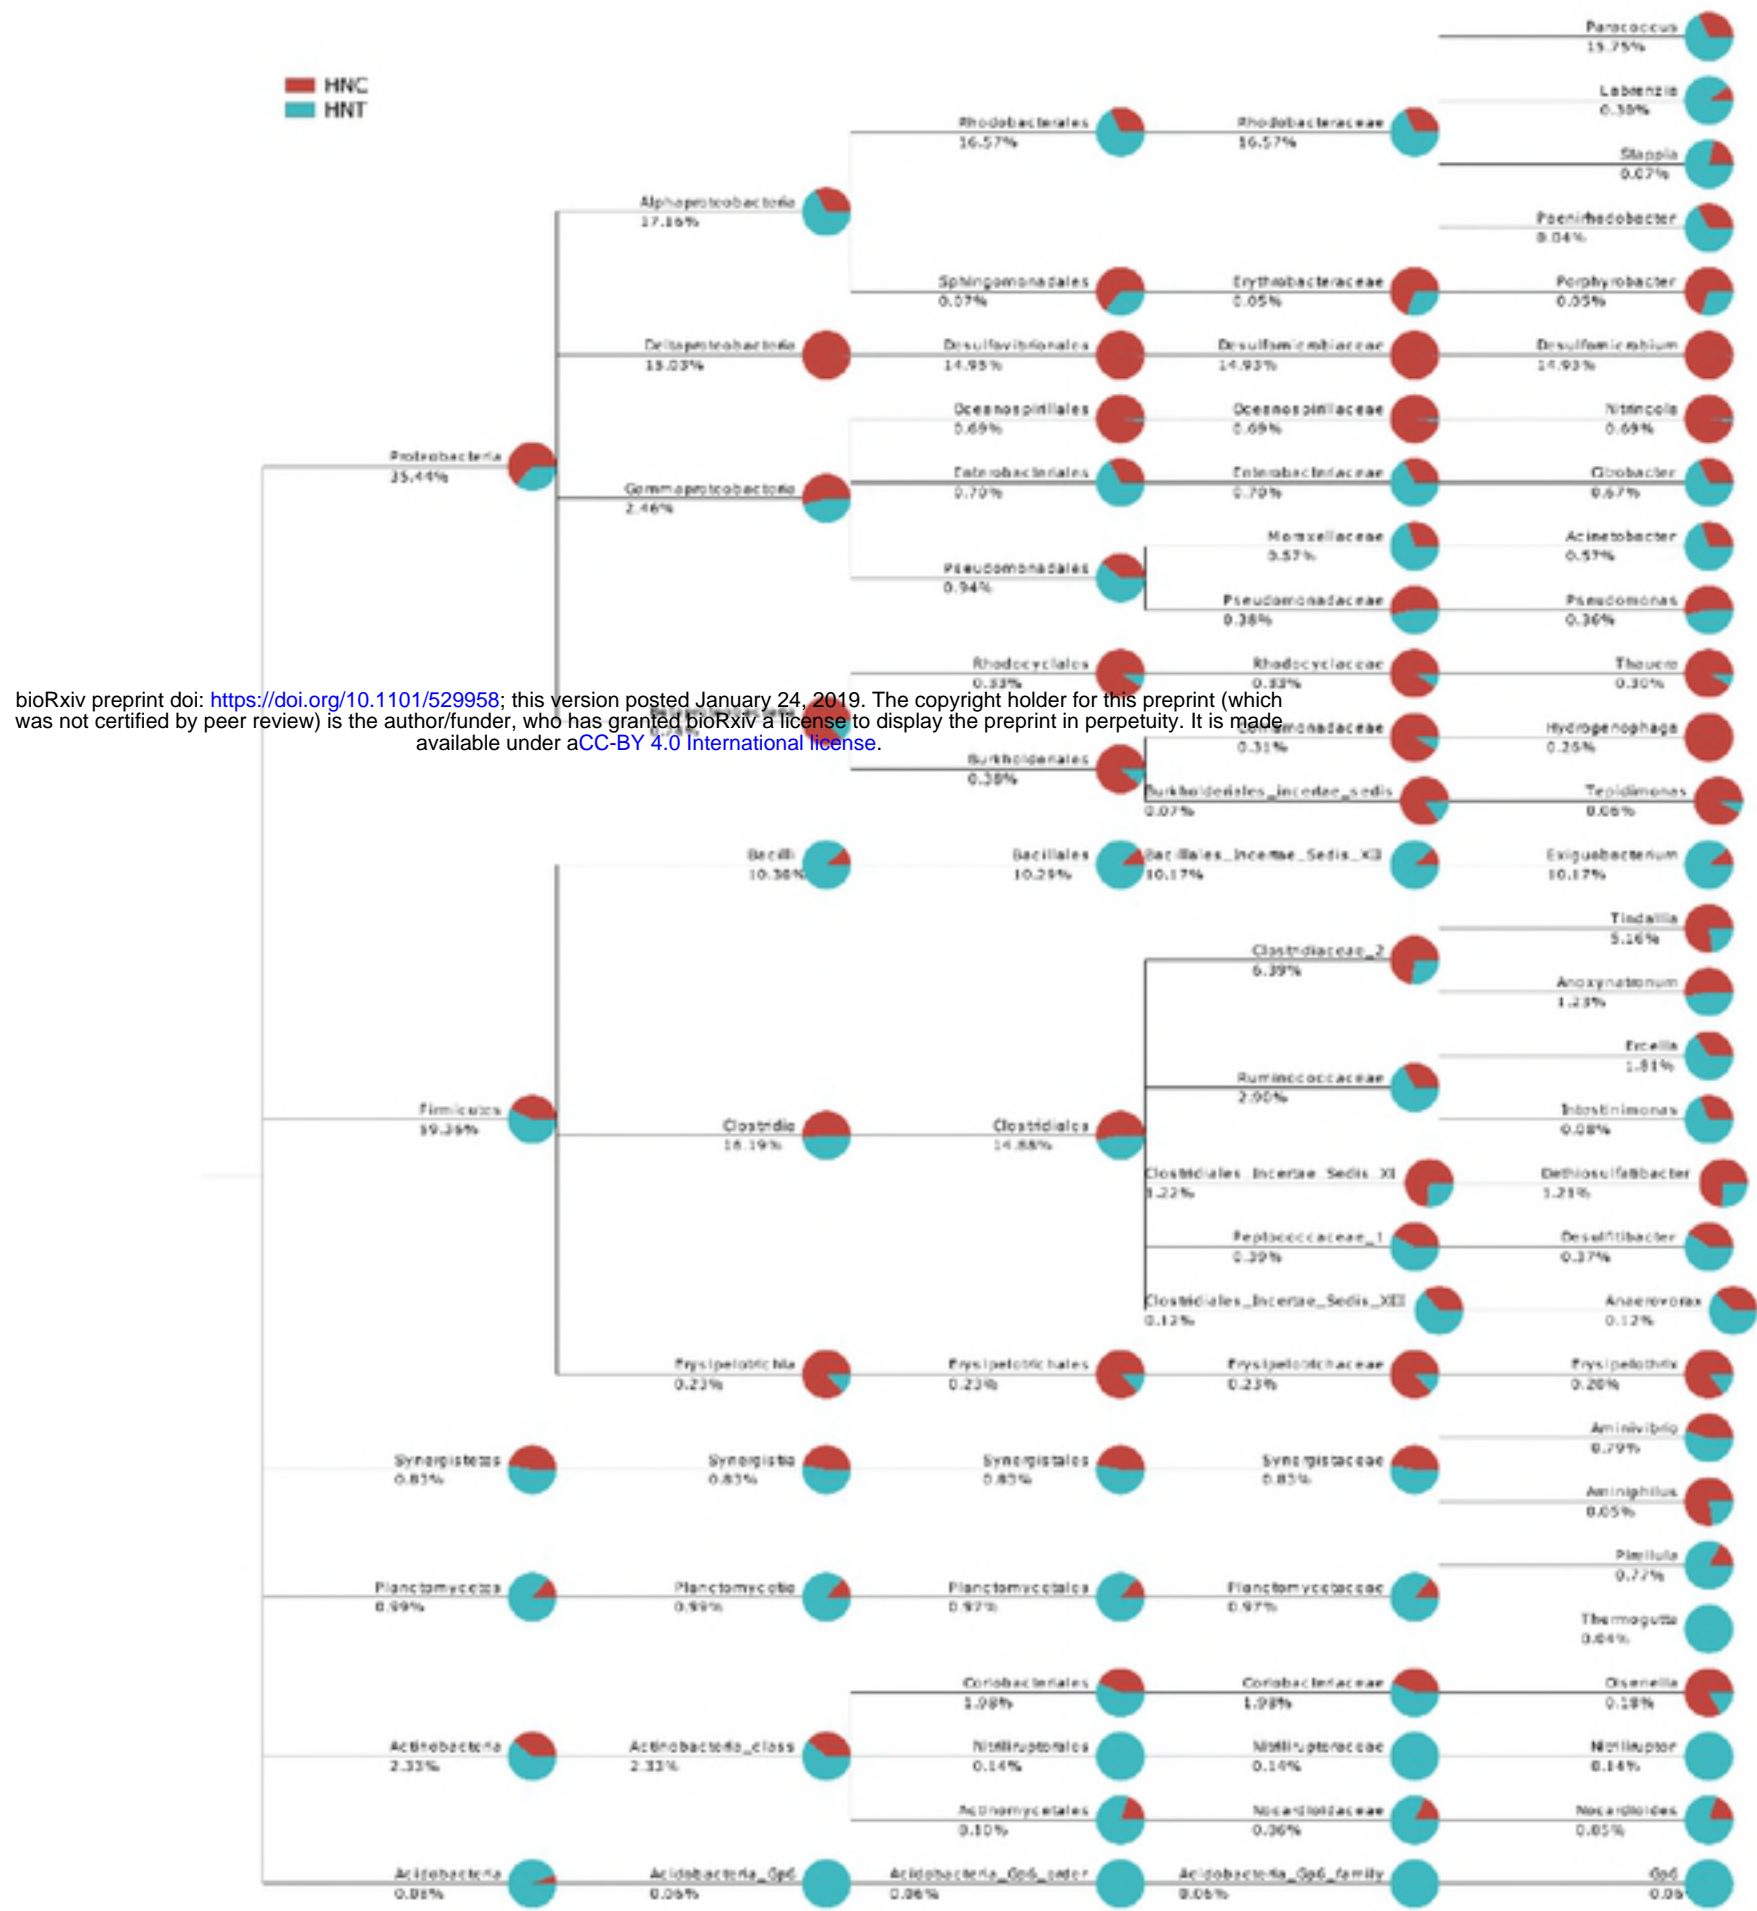 HNC
HNT
Paracoccus
15.75%
Labrenzia
0.30%
Rhodobacterales
16.57%
Rhodobacteraceae
16.57%
Stappia
0.07%
Alphaproteobacteria
17.16%
Paenirhodobacter
0.04%
Sphingomonadales
0.07%
Erythrobacteraceae
0.05%
Porphyrobacter
0.05%
Deltaproteobacteria
15.03%
Desulfovibrionales
14.95%
Desulfomicrobiaceae
14.93%
Desulfomicrobium
14.93%
Oceanospirillales
0.69%
Oceanospirillaceae
0.69%
Nitrincola
0.69%
Proteobacteria
35.44%
Gammaproteobacteria
2.46%
Enterobacteriales
0.70%
Enterobacteriaceae
0.70%
Citrobacter
0.67%
Moraxellaceae
0.57%
Acinetobacter
0.57%
Pseudomonadales
0.94%
Pseudomonadaceae
0.38%
Pseudomonas
0.36%
Rhodocyclales
0.33%
Rhodocyclaceae
0.33%
Thauera
0.30%
bioRxiv preprint doi: https://doi.org/10.1101/529958; this version posted January 24, 2019. The copyright holder for this preprint (which
was not certified by peer review) is the author/funder, who has granted bioRxiv a license to display the preprint in perpetuity. It is made
available under aCC-BY 4.0 International license.
0.31%
Hydrogenophaga
0.26%
Burkholderiales
0.38%
Burkholderiales_incertae_sedis
0.07%
Tepidimonas
0.06%
Bacilli
10.30%
Bacillales
10.29%
Bacillales_Incertae_Sedis_XII
10.17%
Exiguobacterium
10.17%
Tindallia
5.16%
Clostridiaceae_2
6.39%
Anoxynatronum
1.23%
Ercella
1.81%
Ruminococcaceae
2.90%
Intestinimonas
0.08%
Firmicutes
Clostridia
16.19%
Clostridiales
14.88%
Clostridiales_Incertae_Sedis_XI
1.22%
Dethiosulfatibacter
1.21%
Peptococcaceae_1
0.39%
Desulfitibacter
0.37%
Clostridiales_Incertae_Sedis_XIII
0.12%
Anaerovorax
0.12%
Erysipelotrichia
0.23%
Erysipelotrichales
0.23%
Erysipelotrichaceae
0.23%
Erysipelothrix
0.20%
Synergistetes
0.83%
Synergistia
0.83%
Synergistales
0.83%
Synergistaceae
0.83%
Aminivibrio
0.79%
Aminiphilus
0.05%
Planctomycetes
0.99%
Planctomycetia
0.99%
Planctomycetales
0.97%
Planctomycetaceae
0.97%
Pirellula
0.77%
Thermogutta
0.04%
Coriobacteriales
1.98%
Coriobacteriaceae
1.98%
Olsenella
0.18%
Actinobacteria
2.33%
Actinobacteria_class
2.33%
Nitriliruptorales
0.14%
Nitriliruptoraceae
0.14%
Nitriliruptor
0.14%
Actinomycetales
0.10%
Nocardioidaceae
0.06%
Nocardioides
0.05%
Acidobacteria
0.08%
Acidobacteria_Gp6
0.06%
Acidobacteria_Gp6_order
0.06%
Acidobacteria_Gp6_family
0.06%
Gp6
0.06